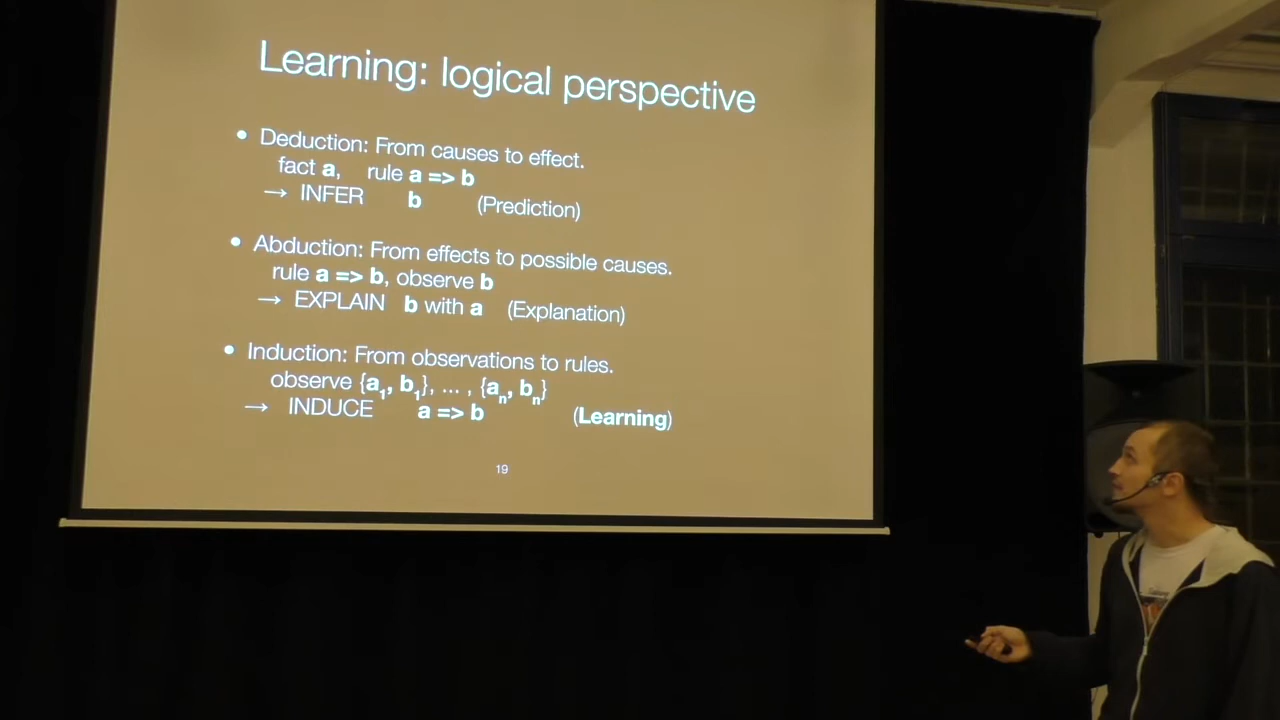 Learning: logical perspective
• Deduction: From causes to effect.
fact a, rule a => b
→ INFER b (Prediction)
• Abduction: From effects to possible causes.
rule a => b, observe b
→ EXPLAIN b with a (Explanation)
• Induction: From observations to rules.
observe {a₁, b₁}, ... , {aₙ, bₙ}
→ INDUCE a => b (Learning)
19